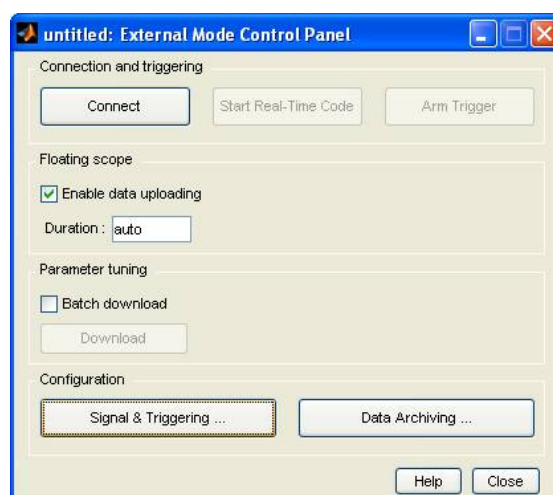 untitled: External Mode Control Panel
Connection and triggering
Connect Start Real-Time Code Arm Trigger
Floating scope
Enable data uploading
Duration : auto
Parameter tuning
Batch download
Download
Configuration
Signal & Triggering ... Data Archiving ...
Help Close